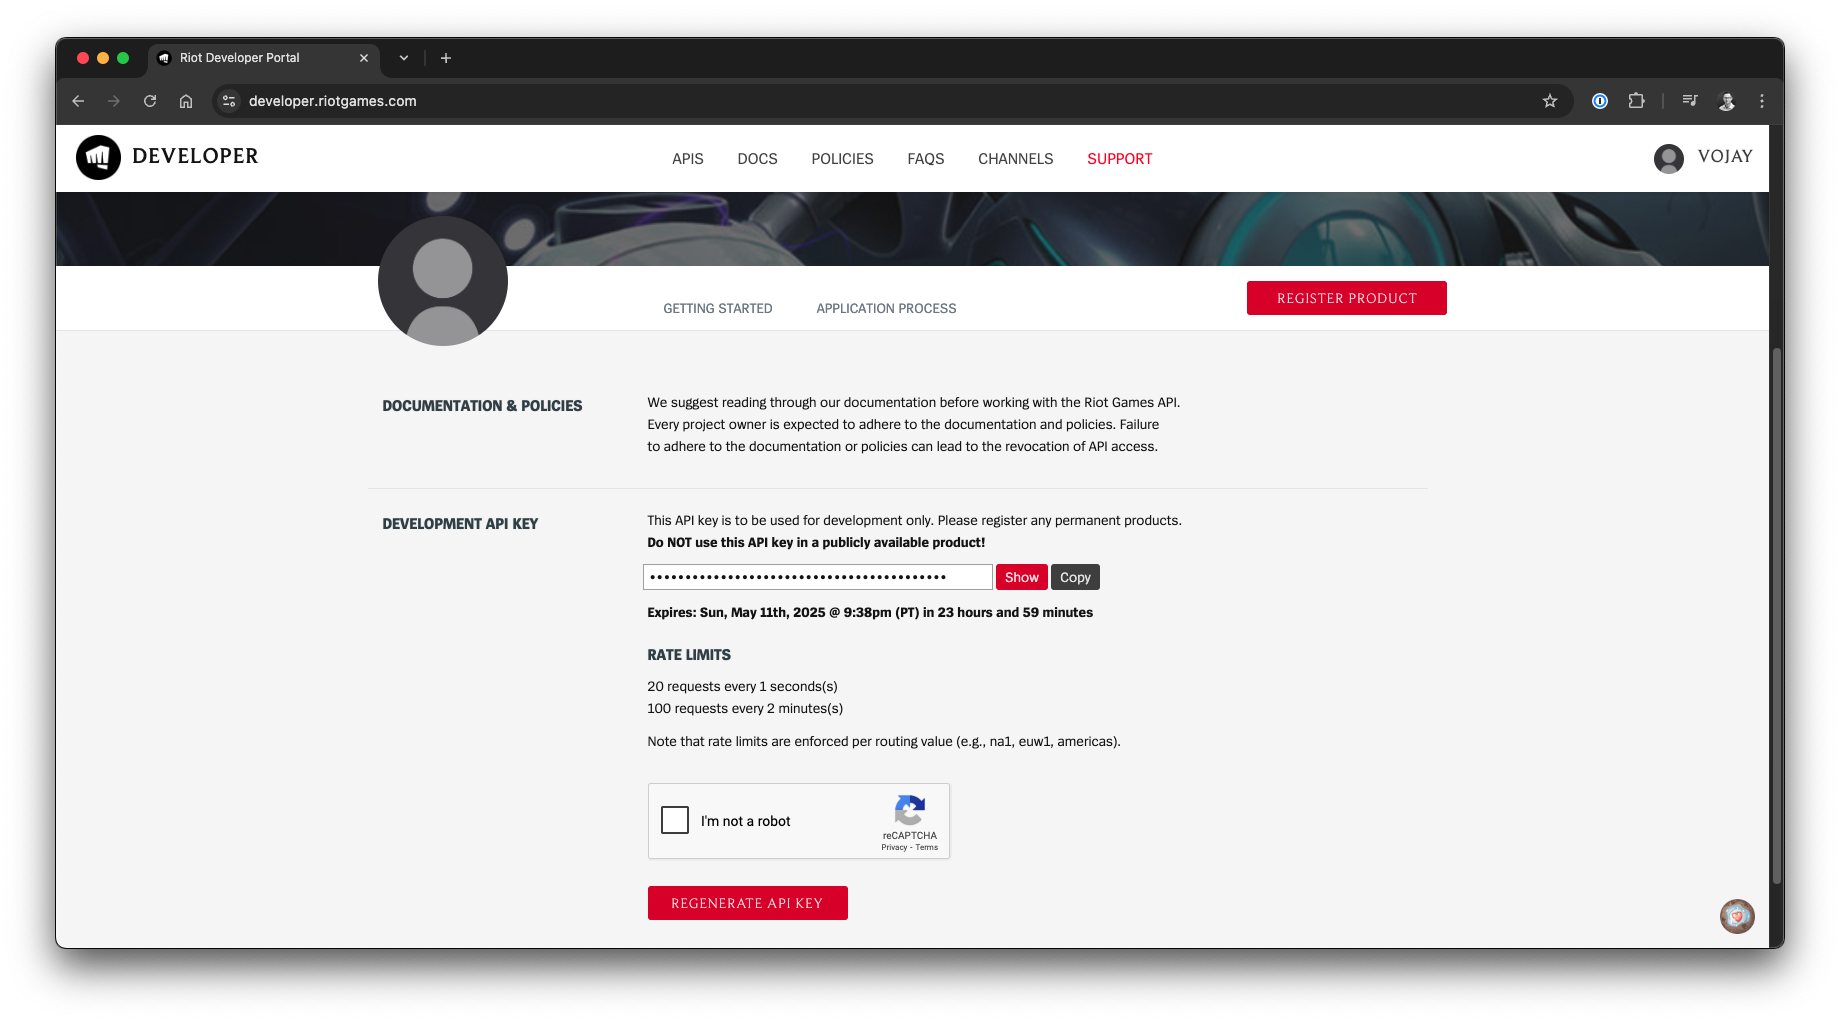 Riot Developer Portal
developer.riotgames.com
DEVELOPER
APIS DOCS POLICIES FAQS CHANNELS SUPPORT
VOJAY
GETTING STARTED APPLICATION PROCESS
REGISTER PRODUCT
DOCUMENTATION & POLICIES
We suggest reading through our documentation before working with the Riot Games API.
Every project owner is expected to adhere to the documentation and policies. Failure
to adhere to the documentation or policies can lead to the revocation of API access.
DEVELOPMENT API KEY
This API key is to be used for development only. Please register any permanent products.
Do NOT use this API key in a publicly available product!
••••••••••••••••••••••••••••••••••••••••••
Show Copy
Expires: Sun, May 11th, 2025 @ 9:38pm (PT) in 23 hours and 59 minutes
RATE LIMITS
20 requests every 1 seconds(s)
100 requests every 2 minutes(s)
Note that rate limits are enforced per routing value (e.g., na1, euw1, americas).
I'm not a robot
reCAPTCHA
Privacy - Terms
REGENERATE API KEY